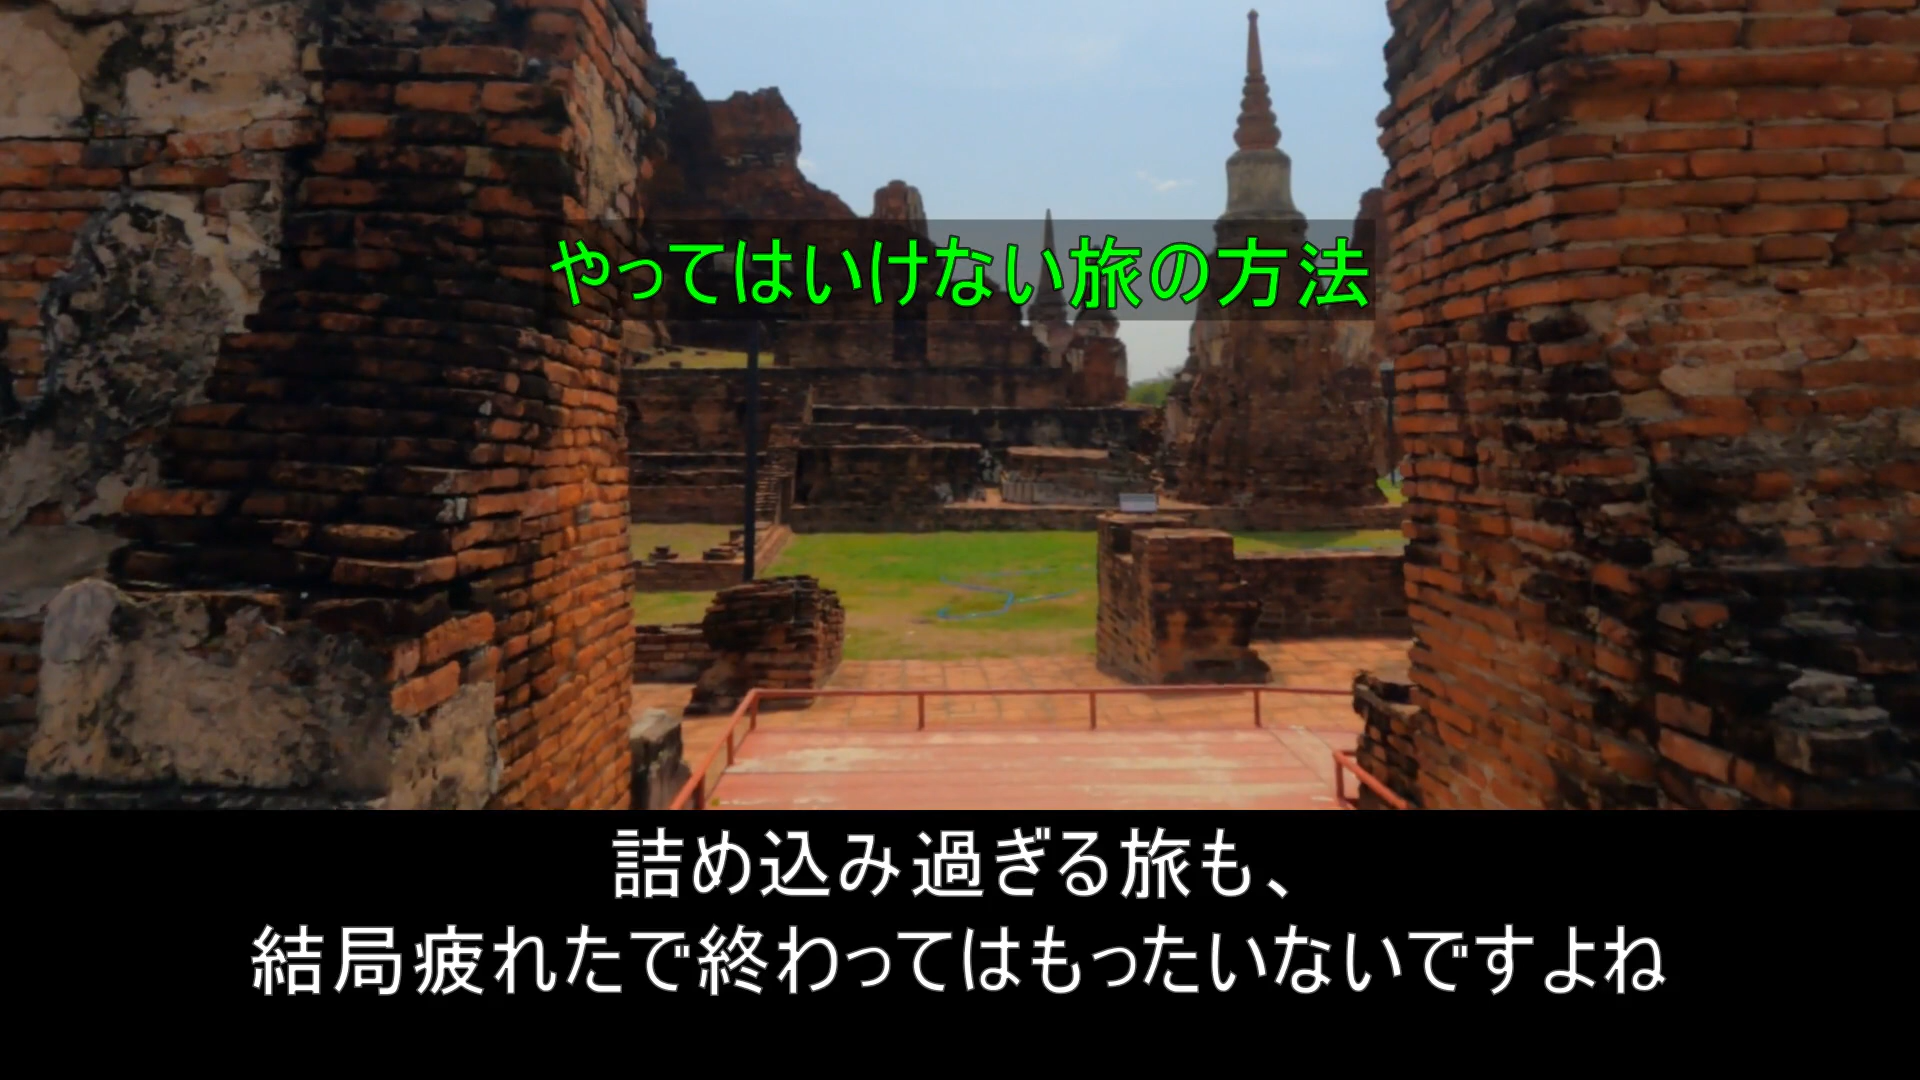 やってはいけない旅の方法
詰め込み過ぎる旅も、
結局疲れたで終わってはもったいないですよね